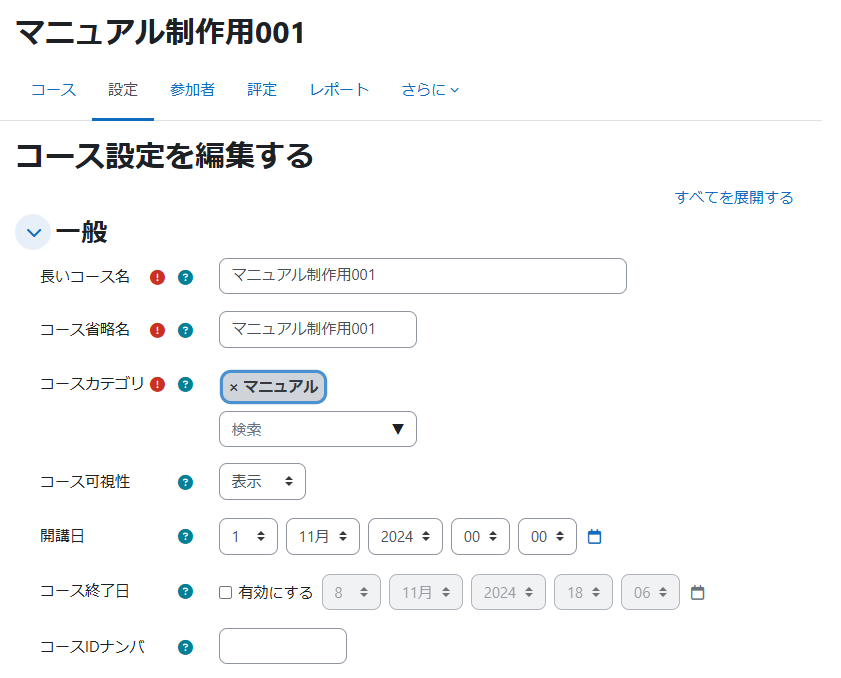 マニュアル制作用001
コース 設定 参加者 評定 レポート さらに
コース設定を編集する
すべてを展開する
一般
長いコース名 ! ? マニュアル制作用001
コース省略名 ! ? マニュアル制作用001
コースカテゴリ ! ? × マニュアル
検索 ▼
コース可視性 ? 表示
開講日 ? 1 11月 2024 00 00
コース終了日 ? 有効にする 8 11月 2024 18 06
コースIDナンバ ?